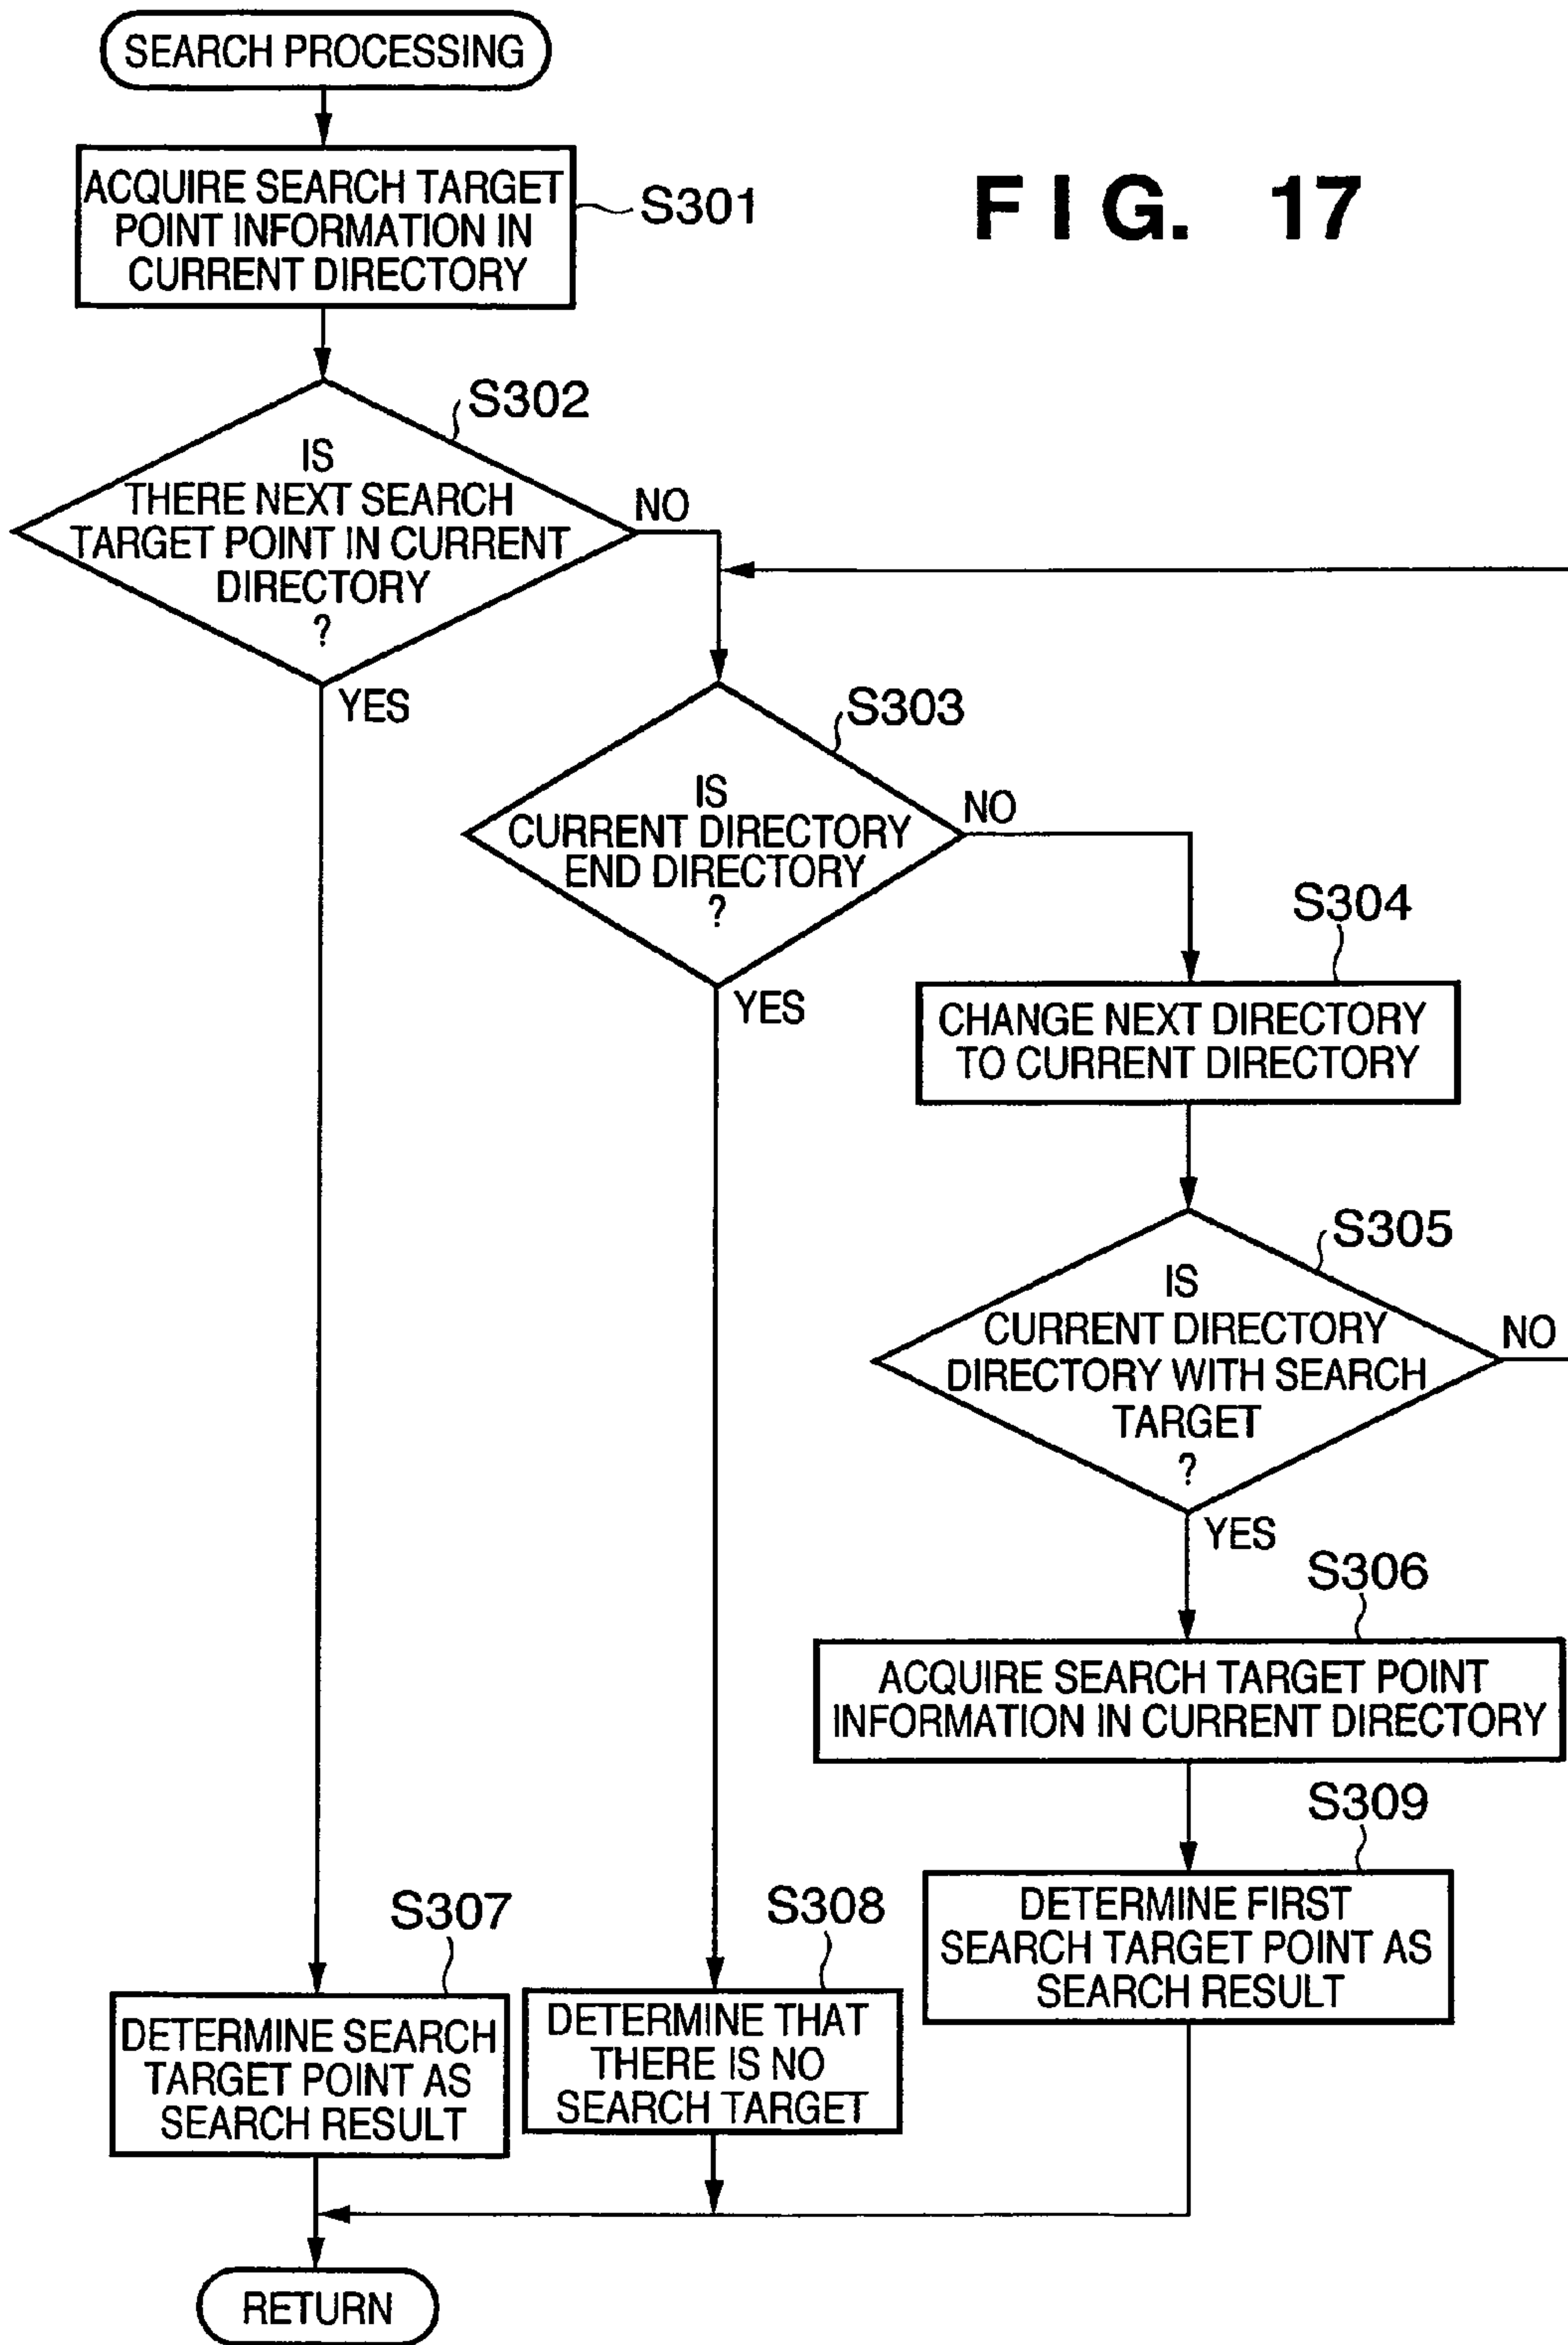 SEARCH PROCESSING
ACQUIRE SEARCH TARGET
POINT INFORMATION IN
CURRENT DIRECTORY
S301
FIG. 17
S302
IS
THERE NEXT SEARCH
TARGET POINT IN CURRENT
DIRECTORY
?
NO
YES
S303
IS
CURRENT DIRECTORY
END DIRECTORY
?
NO
YES
S304
CHANGE NEXT DIRECTORY
TO CURRENT DIRECTORY
S305
IS
CURRENT DIRECTORY
DIRECTORY WITH SEARCH
TARGET
?
NO
YES
S306
ACQUIRE SEARCH TARGET POINT
INFORMATION IN CURRENT DIRECTORY
S309
DETERMINE FIRST
SEARCH TARGET POINT AS
SEARCH RESULT
S307
DETERMINE SEARCH
TARGET POINT AS
SEARCH RESULT
S308
DETERMINE THAT
THERE IS NO
SEARCH TARGET
RETURN